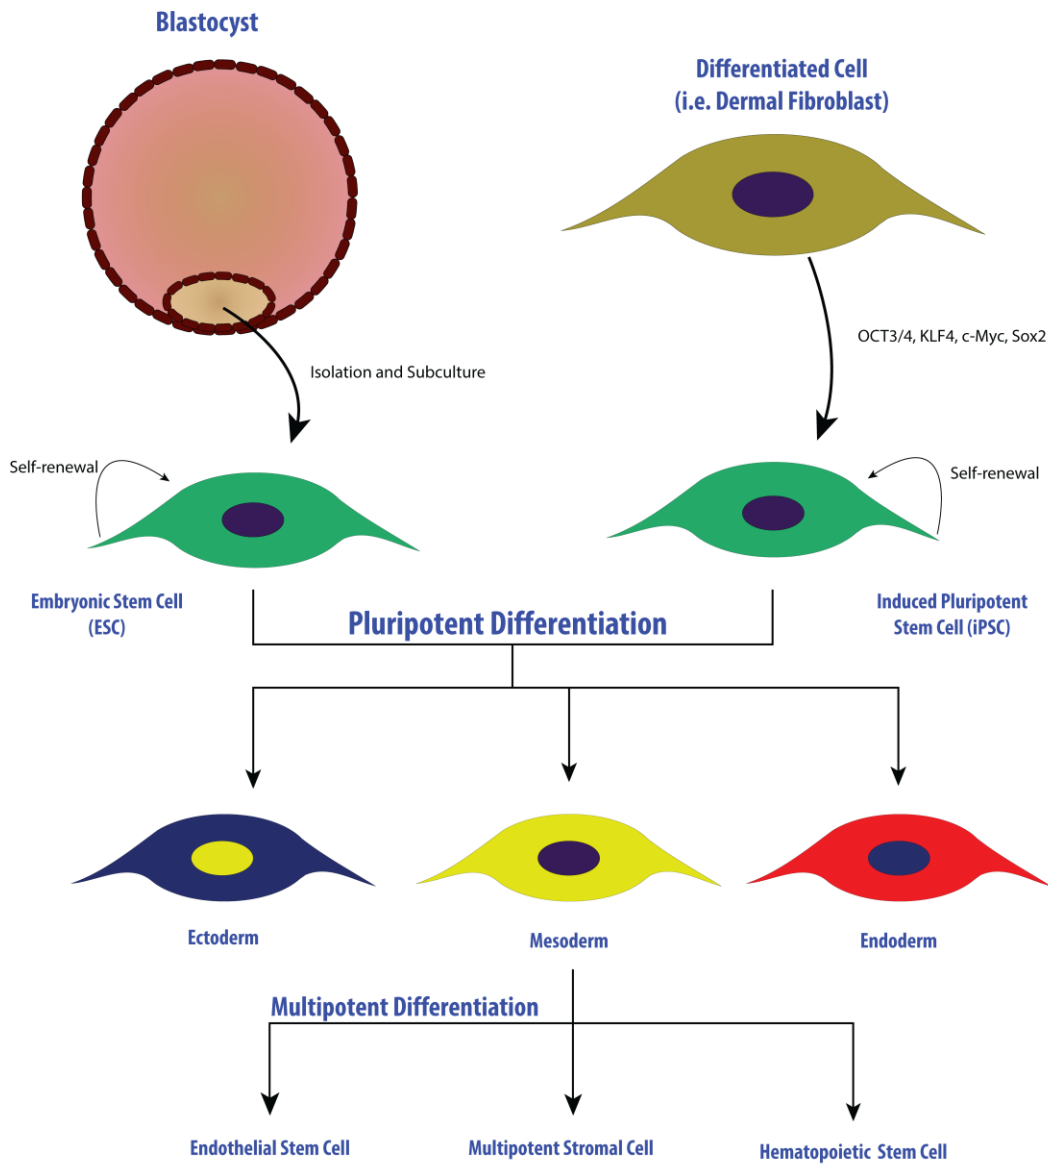 Blastocyst
Differentiated Cell
(i.e. Dermal Fibroblast)
OCT3/4, KLF4, c-Myc, Sox2
Isolation and Subculture
Self-renewal
Self-renewal
Embryonic Stem Cell
(ESC)
Induced Pluripotent
Stem Cell (iPSC)
Pluripotent Differentiation
Ectoderm
Mesoderm
Endoderm
Multipotent Differentiation
Endothelial Stem Cell
Multipotent Stromal Cell
Hematopoietic Stem Cell